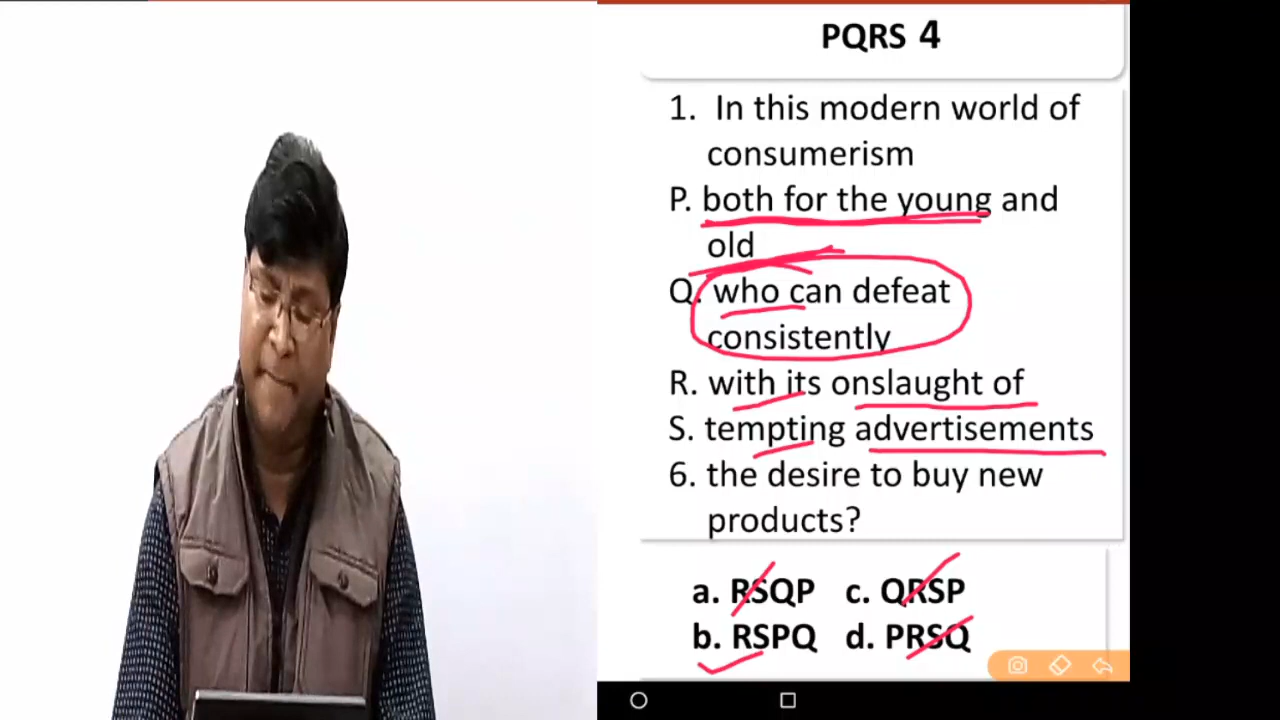 PQRS 4
1. In this modern world of
consumerism
P. both for the young and
old
Q. who can defeat
consistently
R. with its onslaught of
S. tempting advertisements
6. the desire to buy new
products?
a. RSQP c. QRSP
b. RSPQ d. PRSQ